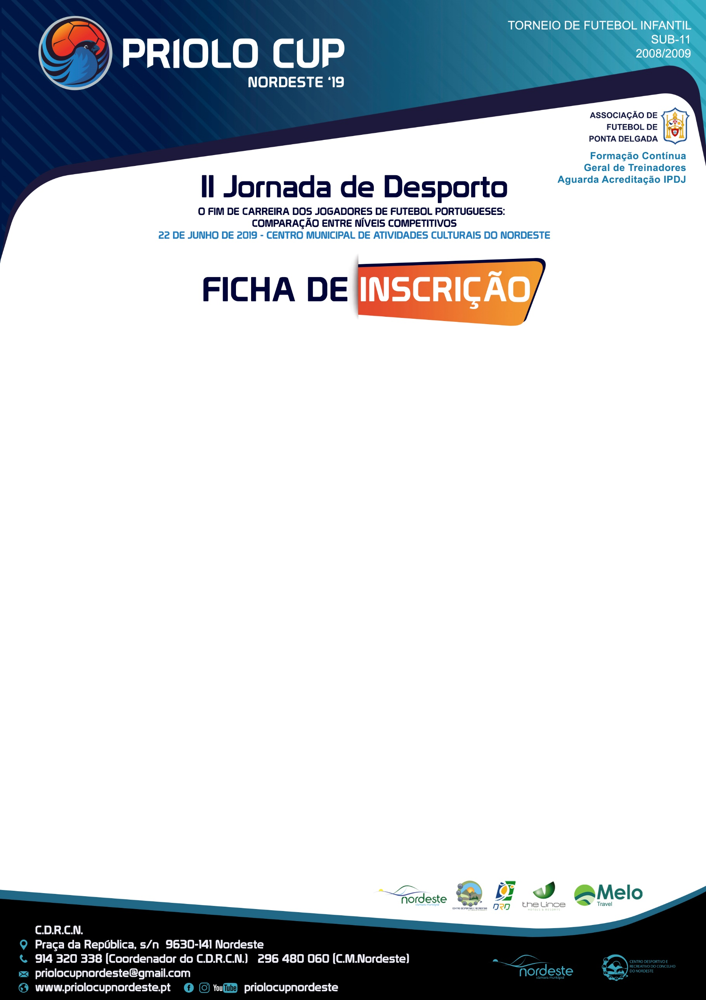 PRIOLO CUP
NORDESTE ‘19
TORNEIO DE FUTEBOL INFANTIL
SUB-11
2008/2009
ASSOCIAÇÃO DE
FUTEBOL DE
PONTA DELGADA
Formação Contínua
Geral de Treinadores
Aguarda Acreditação IPDJ
II Jornada de Desporto
O FIM DE CARREIRA DOS JOGADORES DE FUTEBOL PORTUGUESES:
COMPARAÇÃO ENTRE NÍVEIS COMPETITIVOS
22 DE JUNHO DE 2019 - CENTRO MUNICIPAL DE ATIVIDADES CULTURAIS DO NORDESTE
FICHA DE INSCRIÇÃO
nordeste
câmara municipal
CENTRO DESPORTIVO E RECREATIVO
DRD
the Lince
HOTELS & RESORTS
Melo
Travel
C.D.R.C.N.
Praça da República, s/n 9630-141 Nordeste
914 320 338 (Coordenador do C.D.R.C.N.) 296 480 060 (C.M.Nordeste)
priolocupnordeste@gmail.com
www.priolocupnordeste.pt YouTube priolocupnordeste
nordeste
câmara municipal
CENTRO DESPORTIVO E
RECREATIVO DO CONCELHO
DO NORDESTE